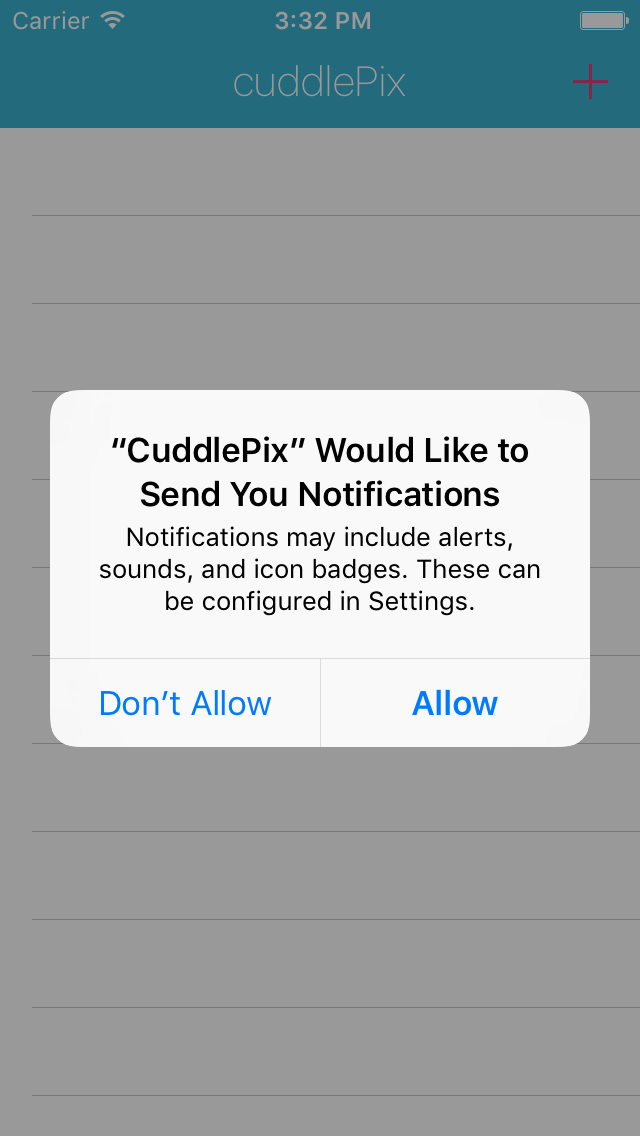 Carrier 3:32 PM
cuddlePix
“CuddlePix” Would Like to
Send You Notifications
Notifications may include alerts,
sounds, and icon badges. These can
be configured in Settings.
Don’t Allow Allow